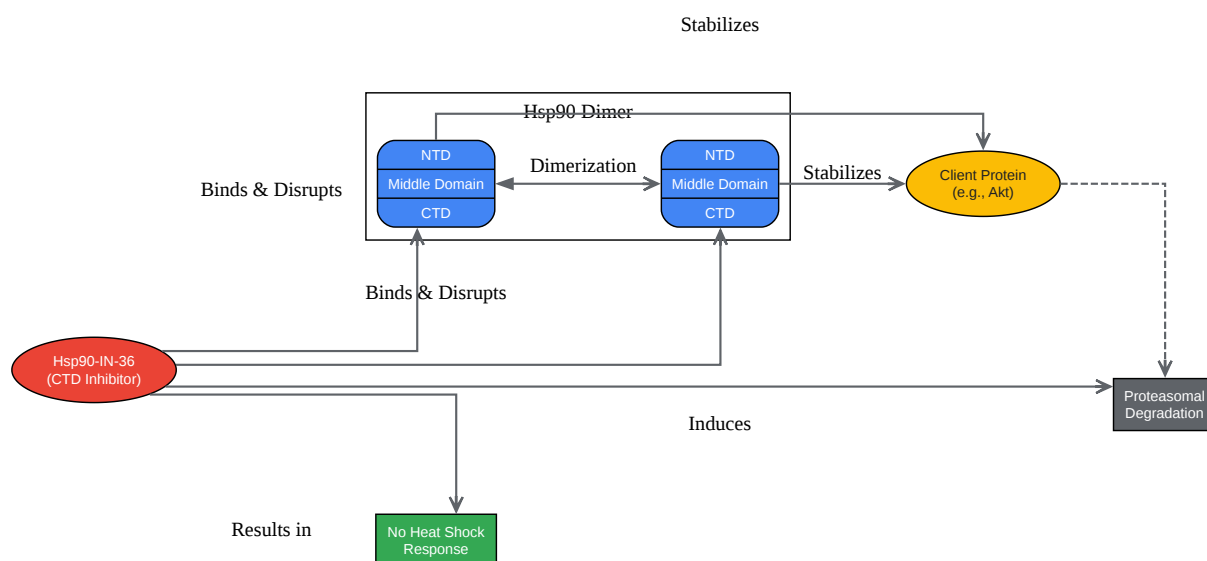 Stabilizes
Hsp90 Dimer
NTD
Middle Domain
CTD
Dimerization
NTD
Middle Domain
CTD
Stabilizes
Client Protein
(e.g., Akt)
Binds & Disrupts
Binds & Disrupts
Hsp90-IN-36
(CTD Inhibitor)
Proteasomal
Degradation
Induces
Results in
No Heat Shock
Response